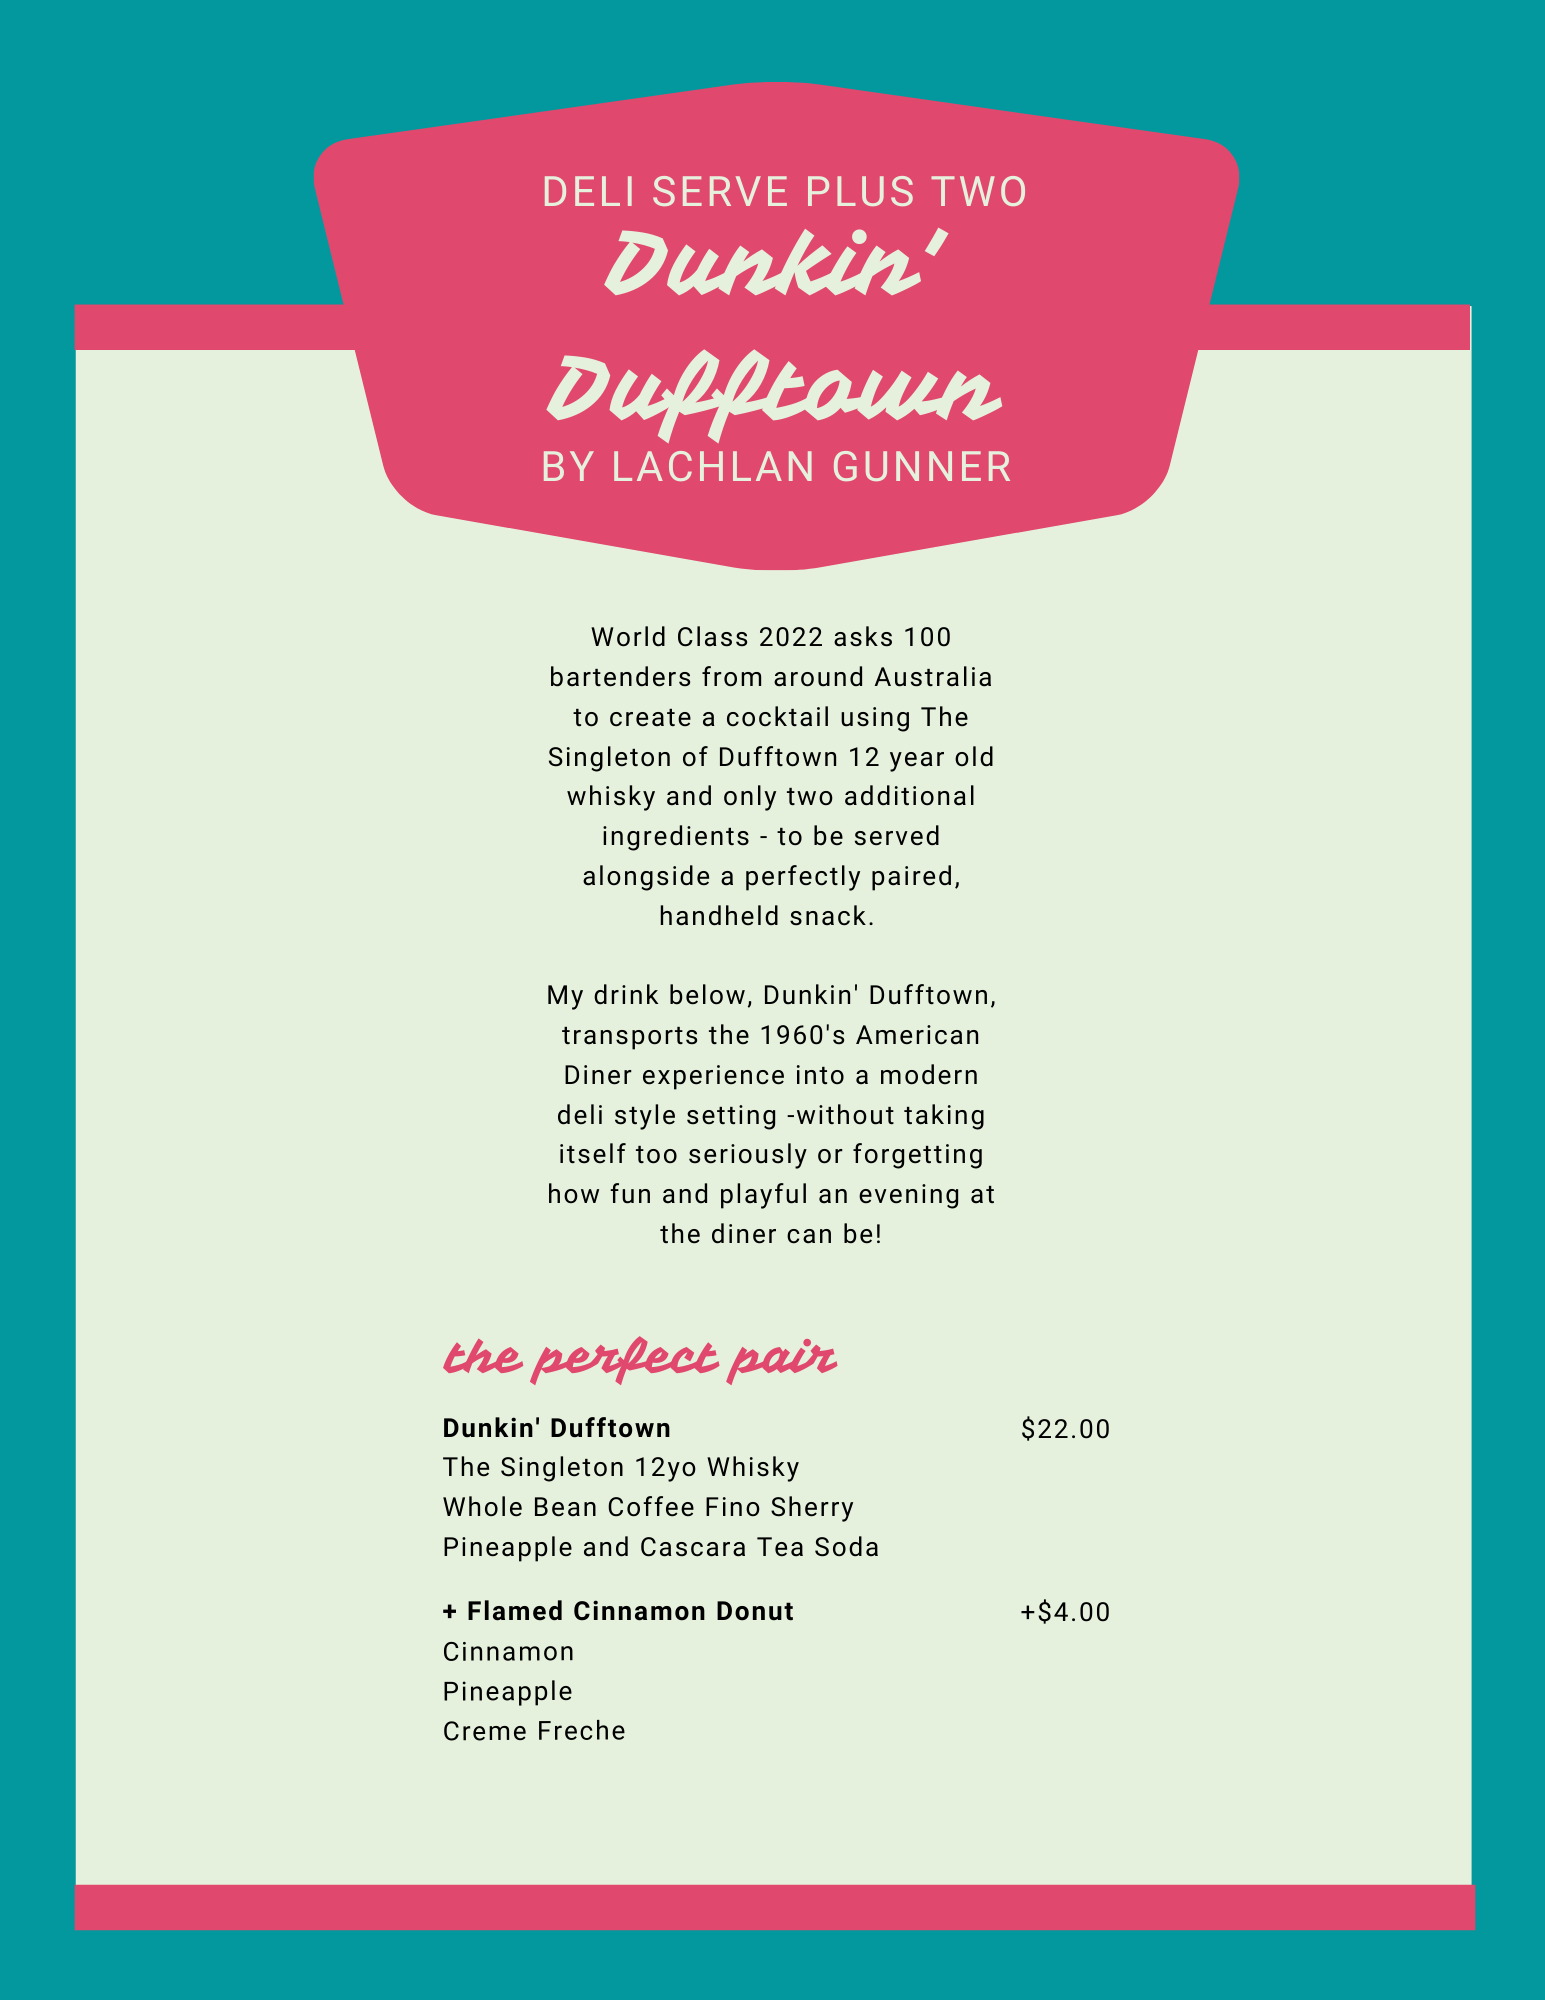 DELI SERVE PLUS TWO
Dunkin'
Dufftown
BY LACHLAN GUNNER
World Class 2022 asks 100
bartenders from around Australia
to create a cocktail using The
Singleton of Dufftown 12 year old
whisky and only two additional
ingredients - to be served
alongside a perfectly paired,
handheld snack.
My drink below, Dunkin' Dufftown,
transports the 1960's American
Diner experience into a modern
deli style setting -without taking
itself too seriously or forgetting
how fun and playful an evening at
the diner can be!
the perfect pair
Dunkin' Dufftown $22.00
The Singleton 12yo Whisky
Whole Bean Coffee Fino Sherry
Pineapple and Cascara Tea Soda
+ Flamed Cinnamon Donut +$4.00
Cinnamon
Pineapple
Creme Freche